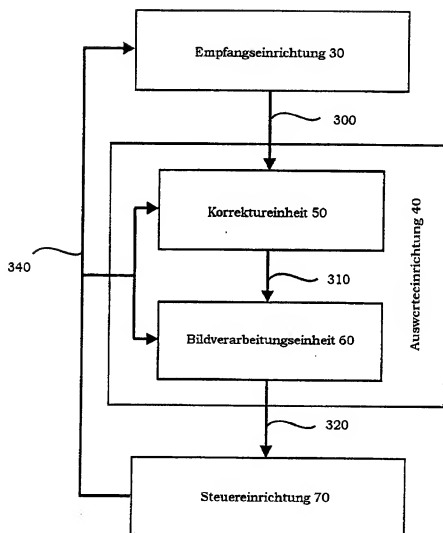 Empfangseinrichtung 30
300
Korrektureinheit 50
Auswerteeinrichtung 40
340
310
Bildverarbeitungseinheit 60
320
Steuereinrichtung 70